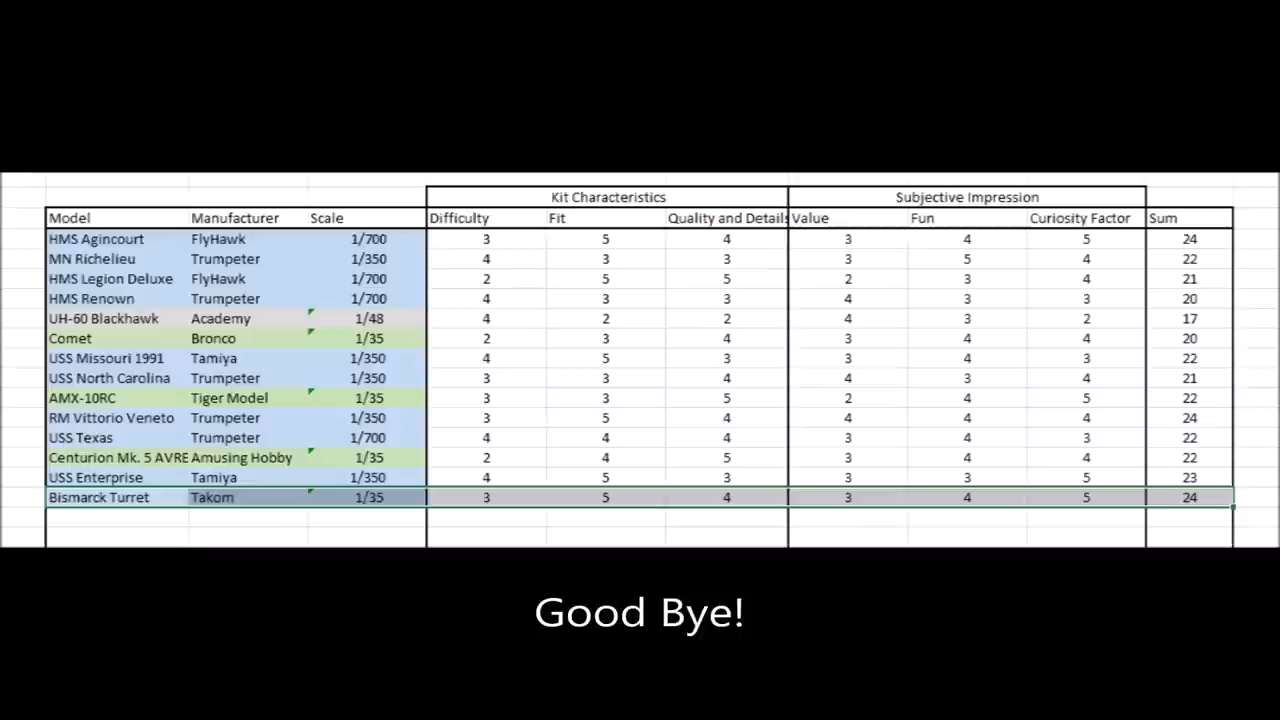 Kit Characteristics Subjective Impression
Model Manufacturer Scale Difficulty Fit Quality and Details Value Fun Curiosity Factor Sum
HMS Agincourt FlyHawk 1/700 3 5 4 3 4 5 24
MN Richelieu Trumpeter 1/350 4 3 3 3 5 4 22
HMS Legion Deluxe FlyHawk 1/700 2 5 5 2 3 4 21
HMS Renown Trumpeter 1/700 4 3 3 4 3 3 20
UH-60 Blackhawk Academy 1/48 4 2 2 4 3 2 17
Comet Bronco 1/35 2 3 4 3 4 4 20
USS Missouri 1991 Tamiya 1/350 4 5 3 3 4 3 22
USS North Carolina Trumpeter 1/350 3 3 4 4 3 4 21
AMX-10RC Tiger Model 1/35 3 3 5 2 4 5 22
RM Vittorio Veneto Trumpeter 1/350 3 5 4 4 4 4 24
USS Texas Trumpeter 1/700 4 4 4 3 4 3 22
Centurion Mk. 5 AVRE Amusing Hobby 1/35 2 4 5 3 4 4 22
USS Enterprise Tamiya 1/350 4 5 3 3 3 5 23
Bismarck Turret Takom 1/35 3 5 4 3 4 5 24
Good Bye!